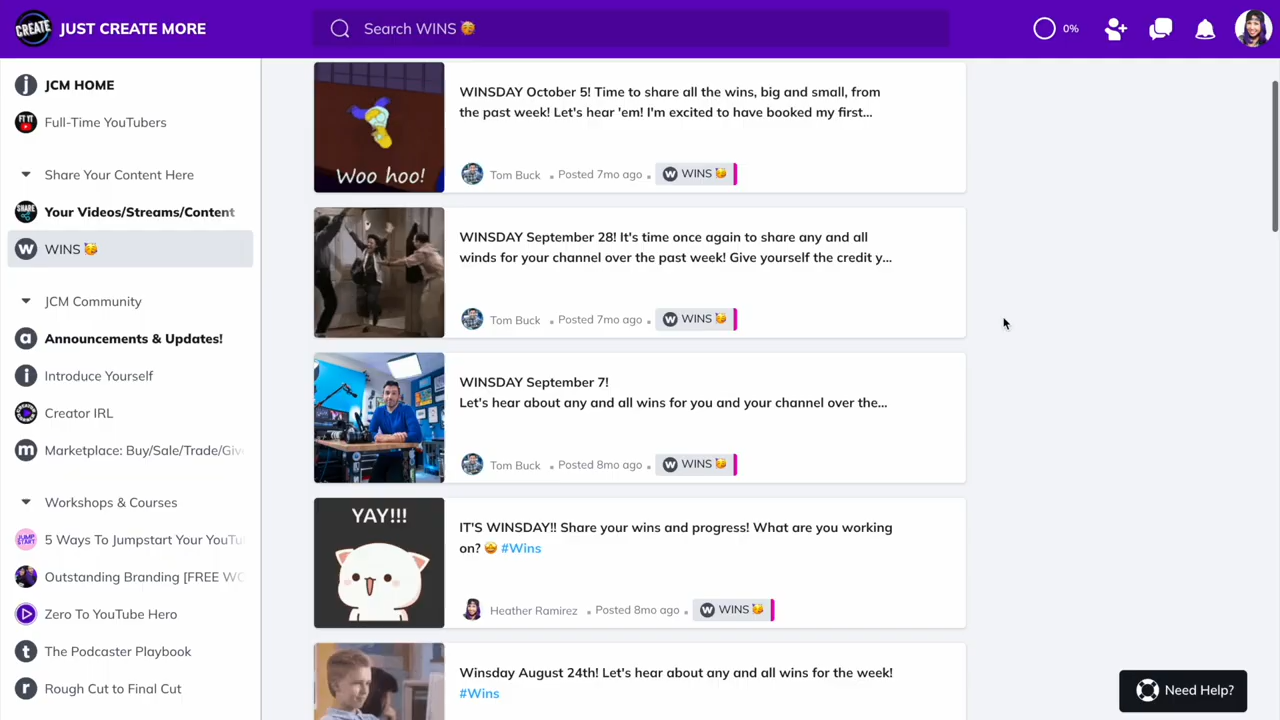 CREATE
JUST CREATE MORE
Search WINS 🥳
0%
JCM HOME
Full-Time YouTubers
Share Your Content Here
Your Videos/Streams/Content
W WINS 🥳
JCM Community
a Announcements & Updates!
i Introduce Yourself
Creator IRL
m Marketplace: Buy/Sale/Trade/Giv
Workshops & Courses
5 Ways To Jumpstart Your YouTu
Outstanding Branding [FREE WO
Zero To YouTube Hero
t The Podcaster Playbook
r Rough Cut to Final Cut
Woo hoo!
WINSDAY October 5! Time to share all the wins, big and small, from
the past week! Let's hear 'em! I'm excited to have booked my first...
Tom Buck • Posted 7mo ago • W WINS 🥳
WINSDAY September 28! It's time once again to share any and all
winds for your channel over the past week! Give yourself the credit y...
Tom Buck • Posted 7mo ago • W WINS 🥳
WINSDAY September 7!
Let's hear about any and all wins for you and your channel over the...
Tom Buck • Posted 8mo ago • W WINS 🥳
YAY!!!
IT'S WINSDAY!! Share your wins and progress! What are you working
on? 🤩 #Wins
Heather Ramirez • Posted 8mo ago • W WINS 🥳
Winsday August 24th! Let's hear about any and all wins for the week!
#Wins
Need Help?